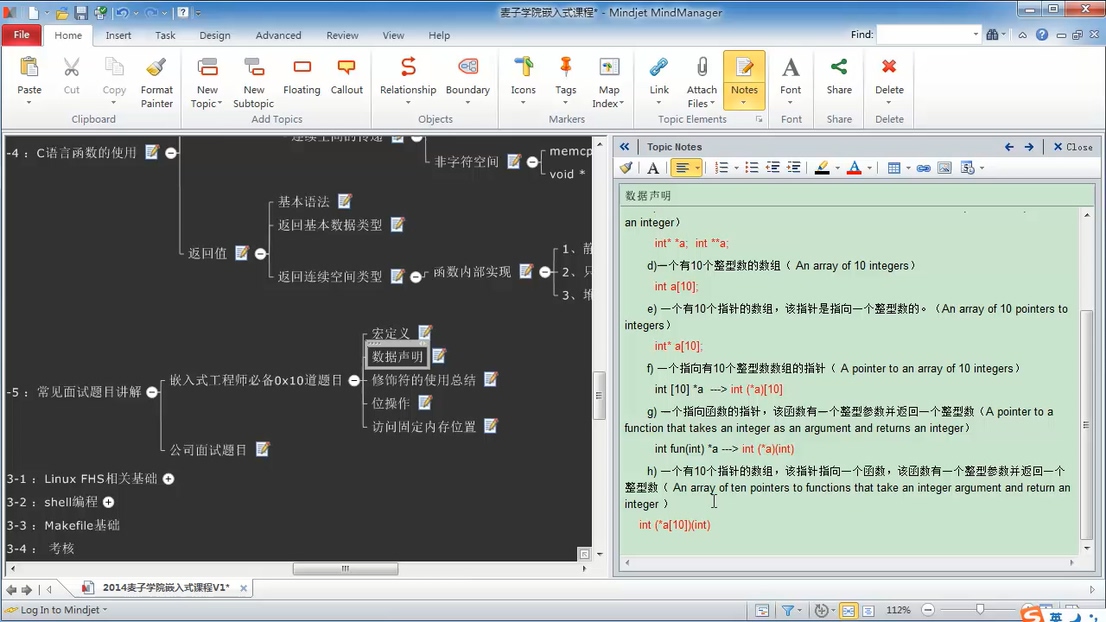 麦子学院嵌入式课程* - Mindjet MindManager
File Home Insert Task Design Advanced Review View Help Find:
Paste Cut Copy Format Painter New Topic New Subtopic Floating Callout Relationship Boundary Icons Tags Map Index Link Attach Files Notes Font Share Delete
Clipboard Add Topics Objects Markers Topic Elements Font Share Delete
-4：C语言函数的使用
非字符空间
memcp
void *
基本语法
返回基本数据类型
返回值
返回连续空间类型
函数内部实现
1、
2、
3、
宏定义
数据声明
嵌入式工程师必备0x10道题目
修饰符的使用总结
-5：常见面试题目讲解
位操作
访问固定内存位置
公司面试题目
3-1：Linux FHS相关基础
3-2：shell编程
3-3：Makefile基础
3-4： 考核
Topic Notes Close
数据声明
an integer）
int* *a; int **a;
d)一个有10个整型数的数组（ An array of 10 integers）
int a[10];
e) 一个有10个指针的数组，该指针是指向一个整型数的。（An array of 10 pointers to
integers）
int* a[10];
f) 一个指向有10个整型数数组的指针（ A pointer to an array of 10 integers）
int [10] *a ---> int (*a)[10]
g) 一个指向函数的指针，该函数有一个整型参数并返回一个整型数（A pointer to a
function that takes an integer as an argument and returns an integer）
int fun(int) *a ---> int (*a)(int)
h) 一个有10个指针的数组，该指针指向一个函数，该函数有一个整型参数并返回一个
整型数（ An array of ten pointers to functions that take an integer argument and return an
integer ）
int (*a[10])(int)
2014麦子学院嵌入式课程V1*
Log In to Mindjet
112%
英